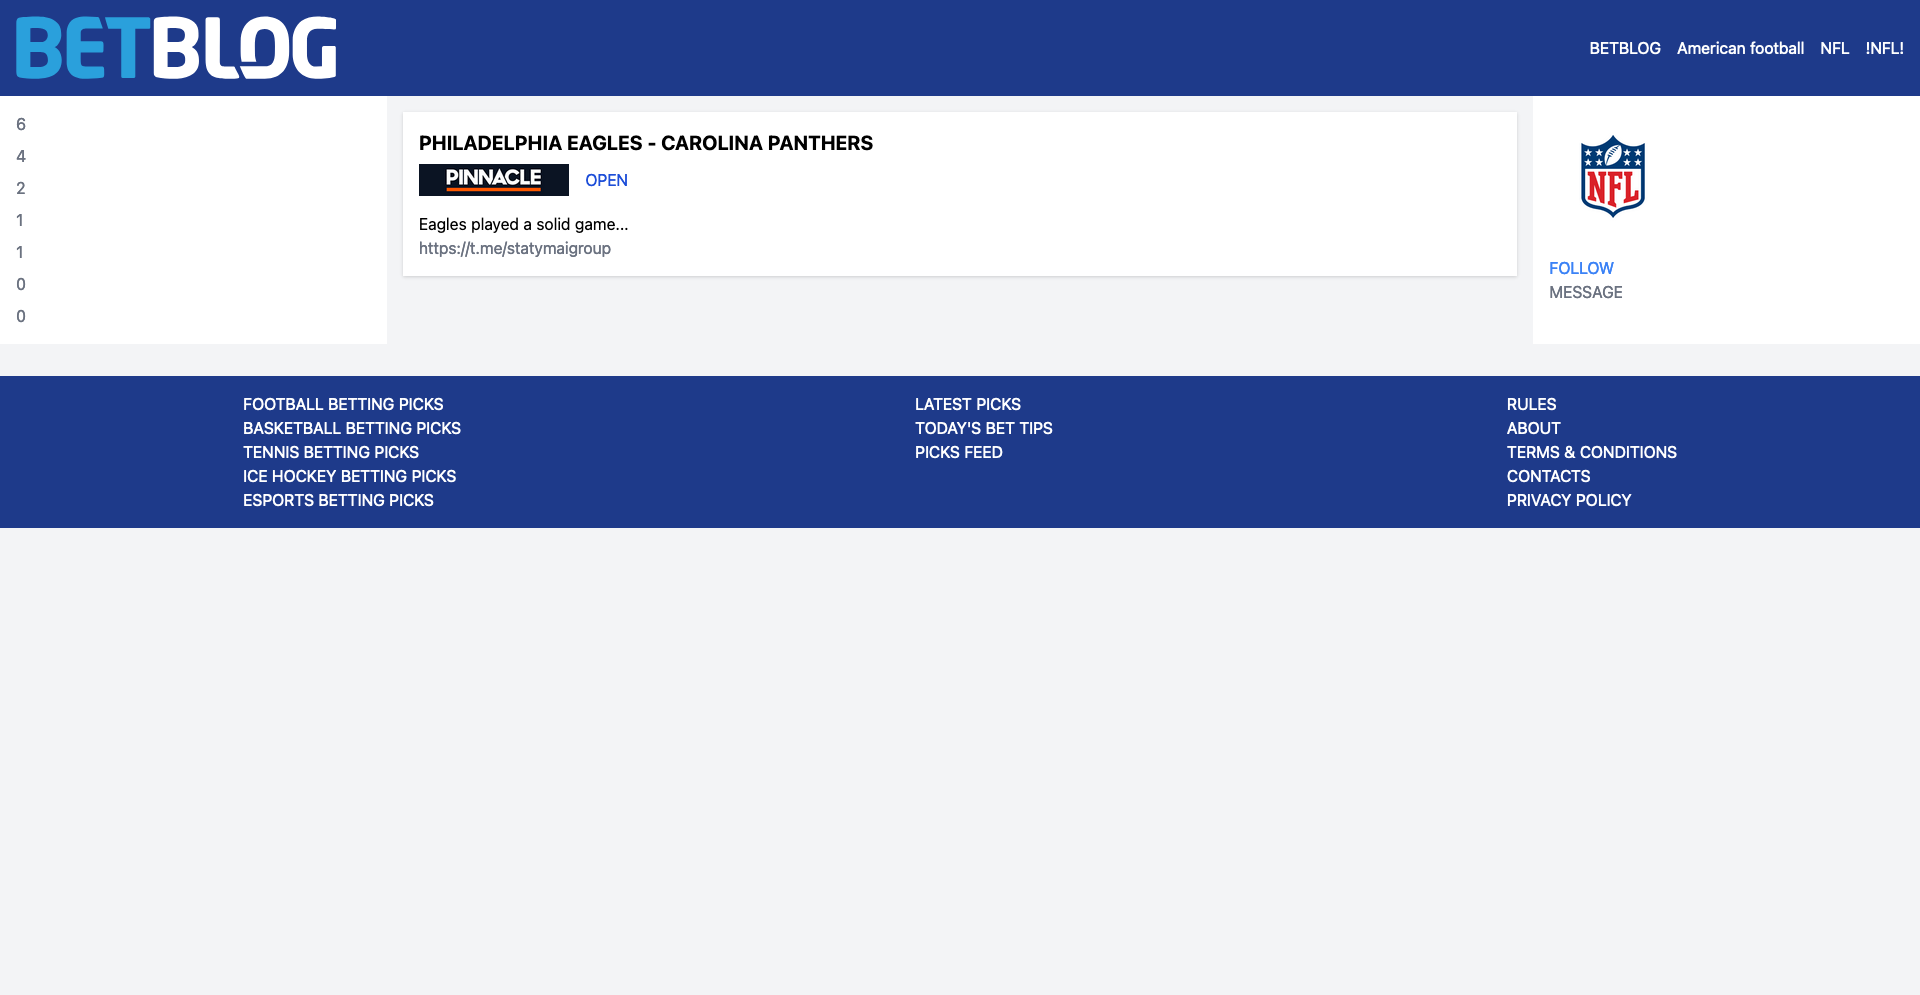 BETBLOG
BETBLOG American football NFL !NFL!
6
4
2
1
1
0
0
PHILADELPHIA EAGLES - CAROLINA PANTHERS
PINNACLE OPEN
Eagles played a solid game...
https://t.me/statymaigroup
NFL
FOLLOW
MESSAGE
FOOTBALL BETTING PICKS
BASKETBALL BETTING PICKS
TENNIS BETTING PICKS
ICE HOCKEY BETTING PICKS
ESPORTS BETTING PICKS
LATEST PICKS
TODAY'S BET TIPS
PICKS FEED
RULES
ABOUT
TERMS & CONDITIONS
CONTACTS
PRIVACY POLICY